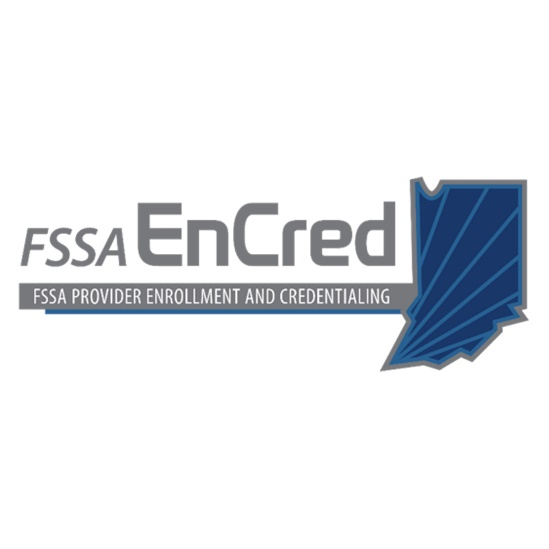 FSSA EnCred
FSSA PROVIDER ENROLLMENT AND CREDENTIALING